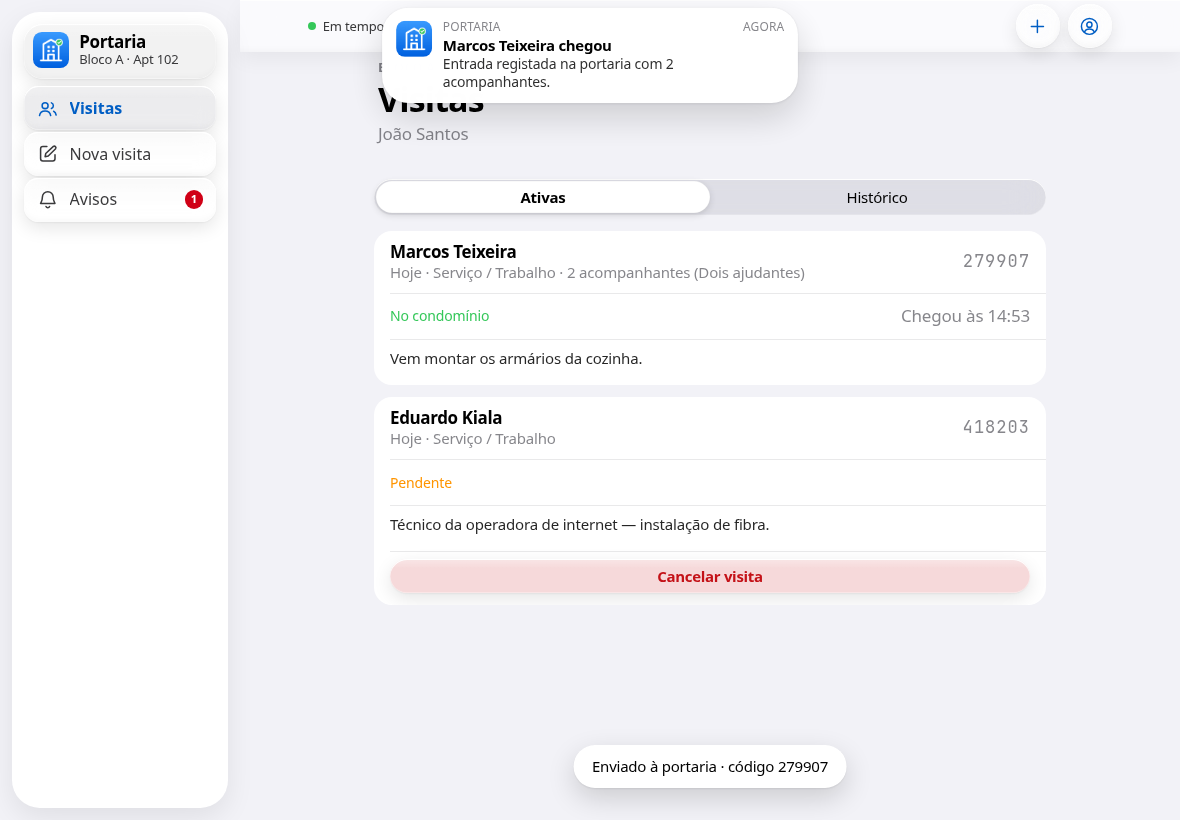 Portaria
Bloco A · Apt 102
Visitas
Nova visita
Avisos
1
Em tempo
PORTARIA
AGORA
Marcos Teixeira chegou
Entrada registada na portaria com 2
acompanhantes.
Visitas
João Santos
Ativas
Histórico
Marcos Teixeira
279907
Hoje · Serviço / Trabalho · 2 acompanhantes (Dois ajudantes)
No condomínio
Chegou às 14:53
Vem montar os armários da cozinha.
Eduardo Kiala
418203
Hoje · Serviço / Trabalho
Pendente
Técnico da operadora de internet — instalação de fibra.
Cancelar visita
Enviado à portaria · código 279907